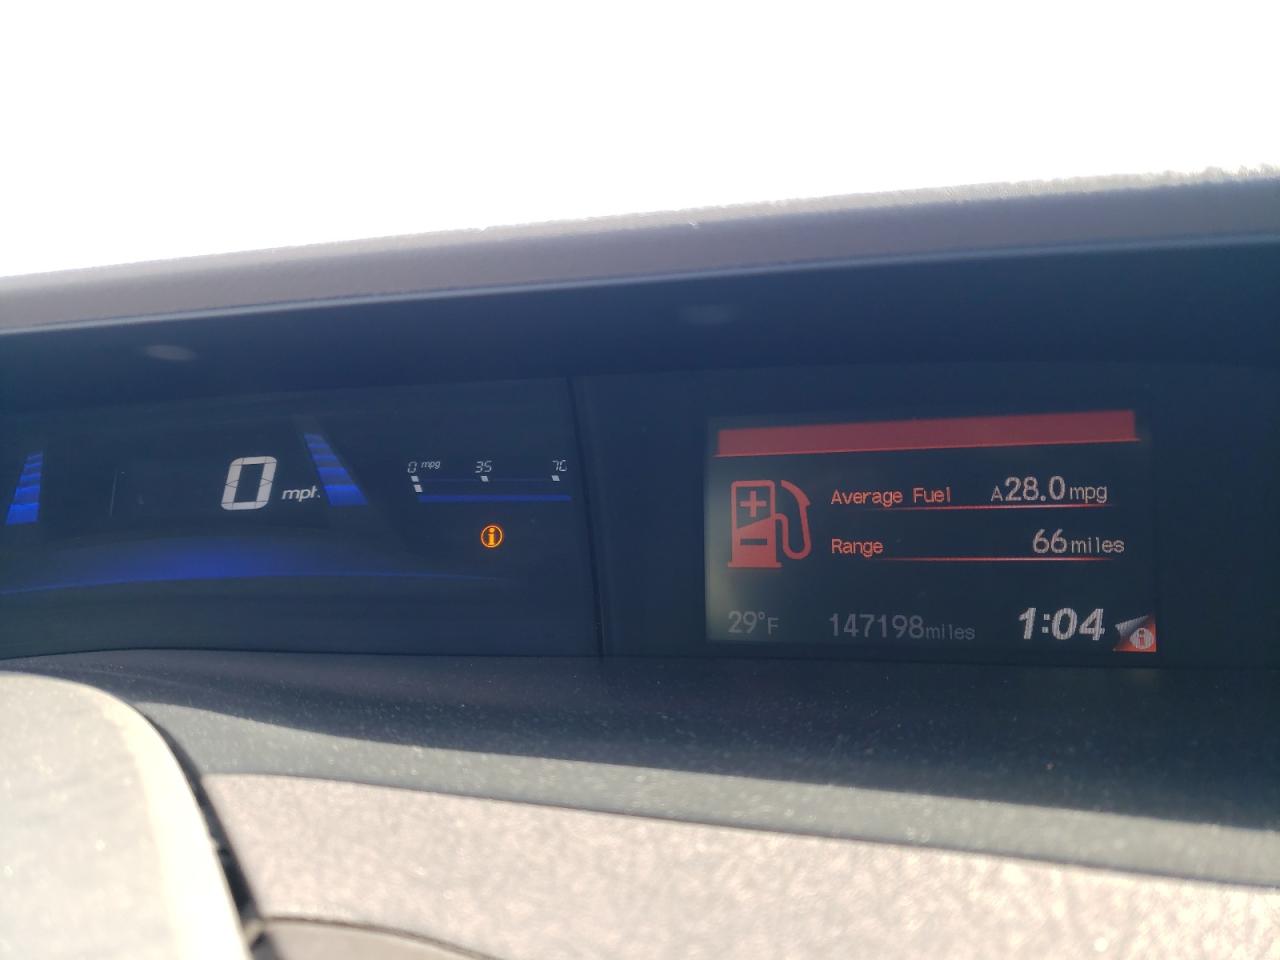 0 mph
0 mpg 35 70
i
Average Fuel A28.0mpg
Range 66miles
29°F 147198miles 1:04 i